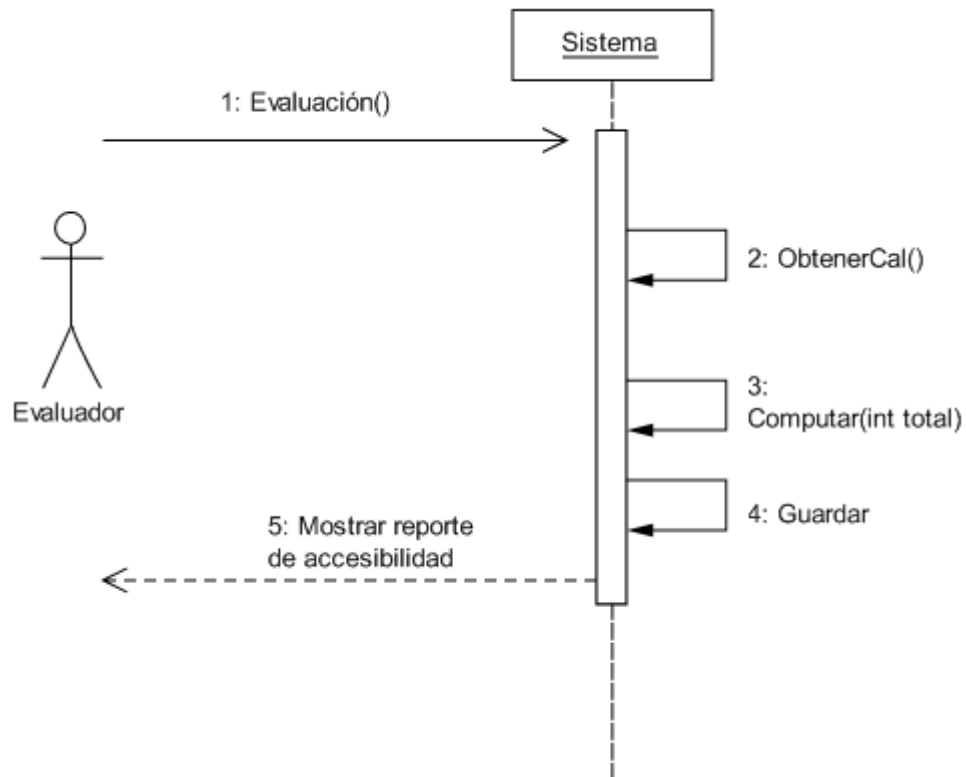 Sistema
1: Evaluación()
2: ObtenerCal()
Evaluador
3:
Computar(int total)
4: Guardar
5: Mostrar reporte
de accesibilidad